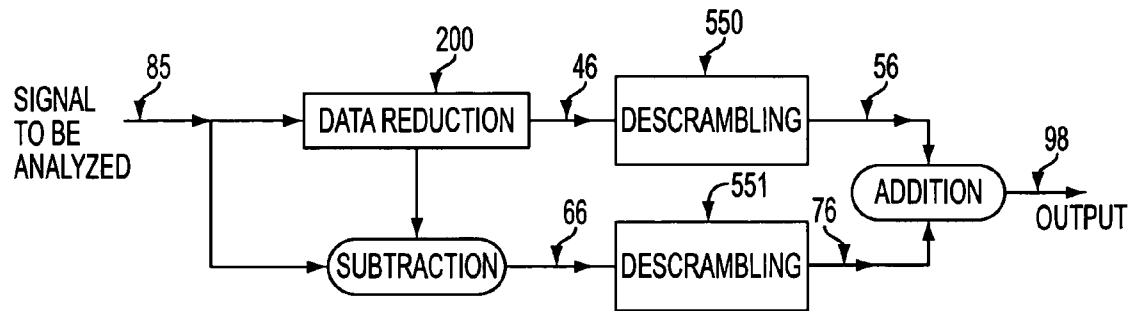 200
550
85
46
56
SIGNAL
TO BE
ANALYZED
DATA REDUCTION
DESCRAMBLING
98
ADDITION
OUTPUT
551
66
76
SUBTRACTION
DESCRAMBLING